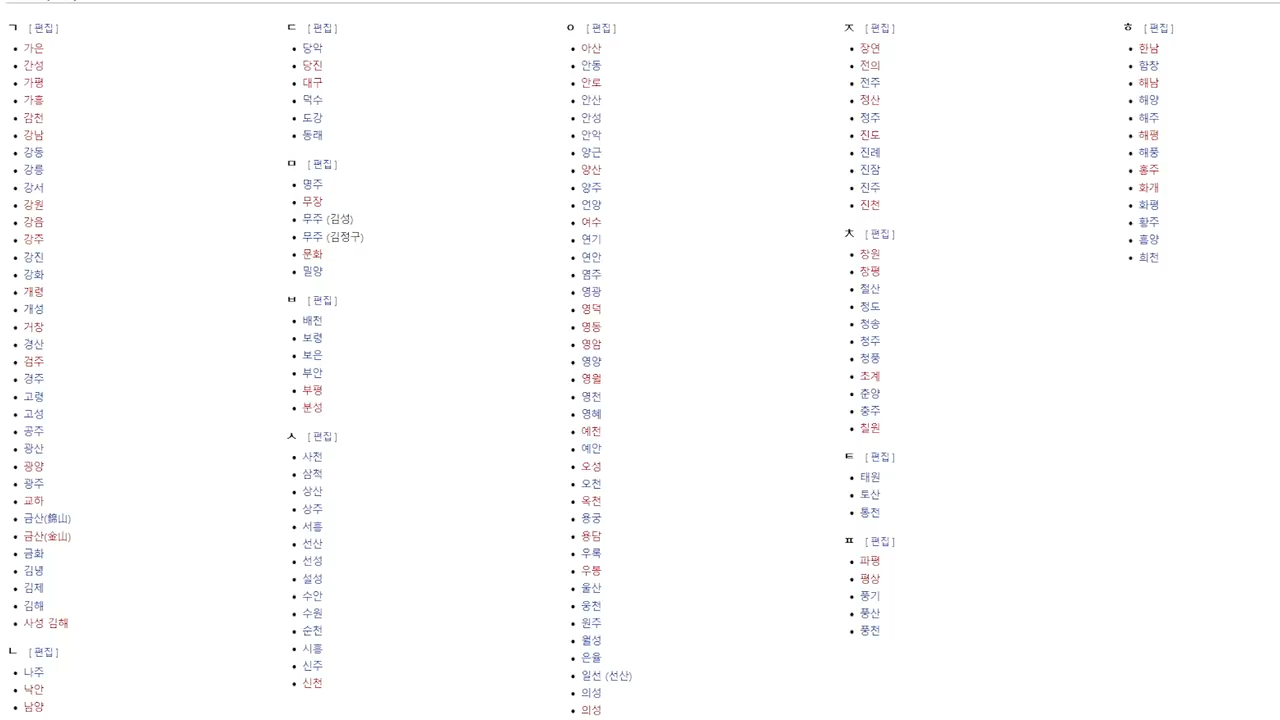 ㄱ [편집]
가은
간성
가평
가흥
감천
강남
강동
강릉
강서
강원
강음
강주
강진
강화
개령
개성
거창
경산
검주
경주
고령
고성
공주
광산
광양
광주
교하
금산(錦山)
금산(金山)
금화
김녕
김제
김해
사성 김해
ㄴ [편집]
나주
낙안
남양
ㄷ [편집]
당악
당진
대구
덕수
도강
동래
ㅁ [편집]
명주
무장
무주 (김성)
무주 (김정구)
문화
밀양
ㅂ [편집]
배천
보령
보은
부안
부평
분성
ㅅ [편집]
사천
삼척
상산
상주
서흥
선산
선성
설성
수안
수원
순천
시흥
신주
신천
ㅇ [편집]
아산
안동
안로
안산
안성
안악
양근
양산
양주
언양
여수
연기
연안
염주
영광
영덕
영동
영암
영양
영월
영천
영혜
예전
예안
오성
오천
옥천
용궁
용담
우록
우봉
울산
웅천
원주
월성
은율
일선 (선산)
의성
의성
ㅈ [편집]
장연
전의
전주
정산
정주
진도
진례
진잠
진주
진천
ㅊ [편집]
창원
창평
철산
청도
청송
청주
청풍
초계
춘양
충주
칠원
ㅌ [편집]
태원
토산
통천
ㅍ [편집]
파평
평상
풍기
풍산
풍천
ㅎ [편집]
한남
함창
해남
해양
해주
해평
해풍
홍주
화개
화평
황주
흥양
희천